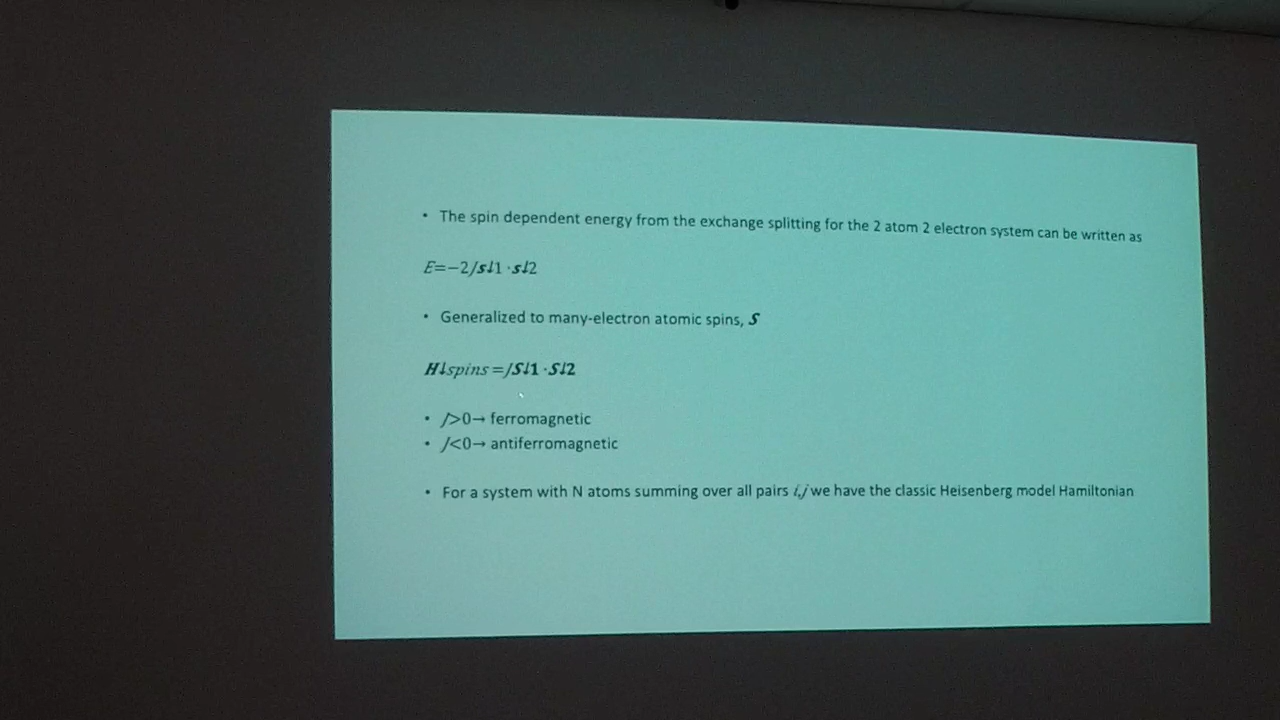 • The spin dependent energy from the exchange splitting for the 2 atom 2 electron system can be written as
E=−2J𝒔↓1 ·𝒔↓2
• Generalized to many-electron atomic spins, S
H↓spins =JS↓1 ·S↓2
• J>0→ ferromagnetic
• J<0→ antiferromagnetic
• For a system with N atoms summing over all pairs i,j we have the classic Heisenberg model Hamiltonian